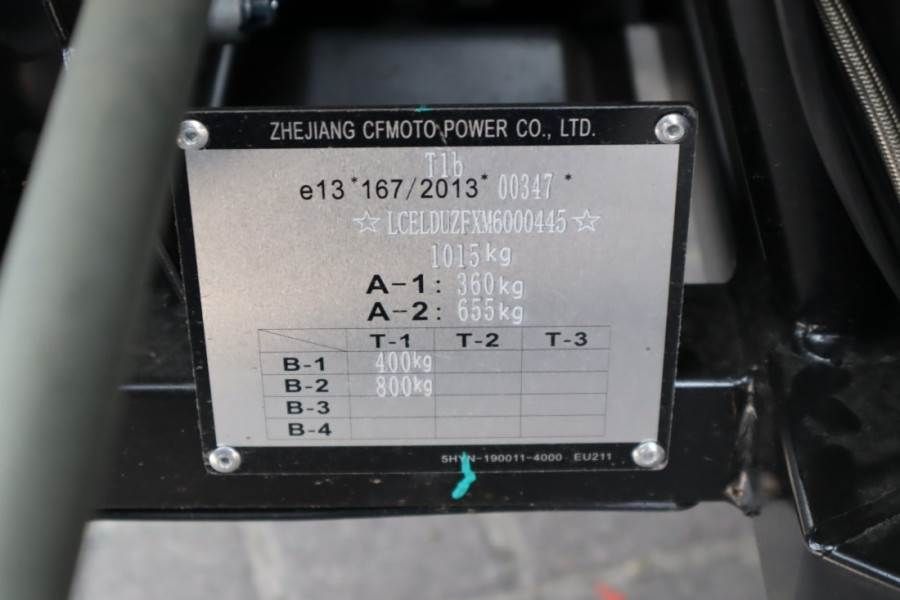 ZHEJIANG CFMOTO POWER CO., LTD.
T1b
e13*167/2013*00347*
☆LCELDUZFXM6000445☆
1015kg
A-1: 360kg
A-2: 655kg
T-1 T-2 T-3
B-1 400kg
B-2 800kg
B-3
B-4
5HYN-190011-4000 EU211